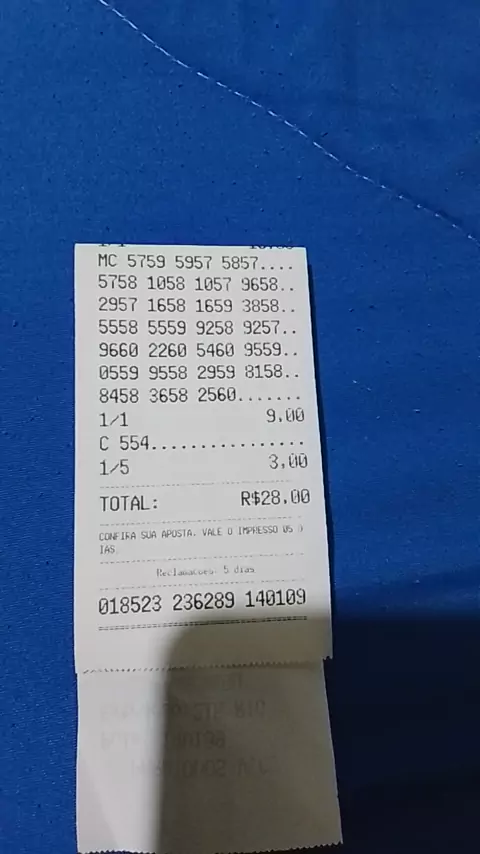 MC 5759 5957 5857....
5758 1058 1057 9658..
2957 1658 1659 3858..
5558 5559 9258 9257..
9660 2260 5460 9559..
0559 9558 2959 8158..
8458 3658 2560.......
1/1 9,00
C 554................
1/5 3,00
TOTAL: R$28,00
CONFIRA SUA APOSTA. VALE O IMPRESSO 05 D
IAS.
Reclamacoes: 5 dias
018523 236289 140109